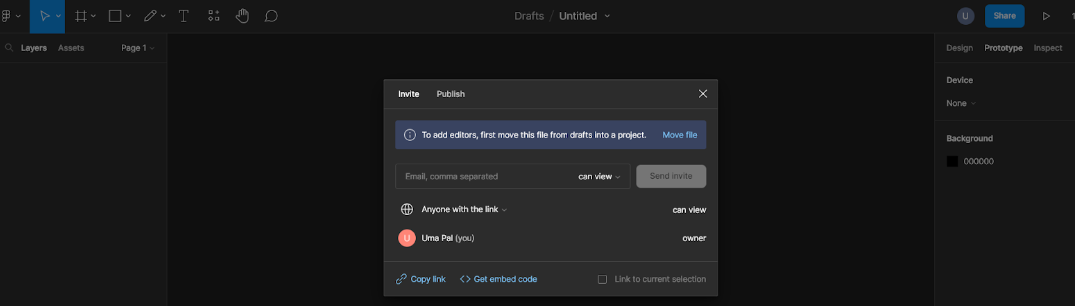 Drafts / Untitled
U
Share
Layers Assets Page 1
Design Prototype Inspect
Device
None
Background
000000
Invite Publish
To add editors, first move this file from drafts into a project. Move file
Email, comma separated can view Send invite
Anyone with the link can view
U Uma Pal (you) owner
Copy link Get embed code Link to current selection